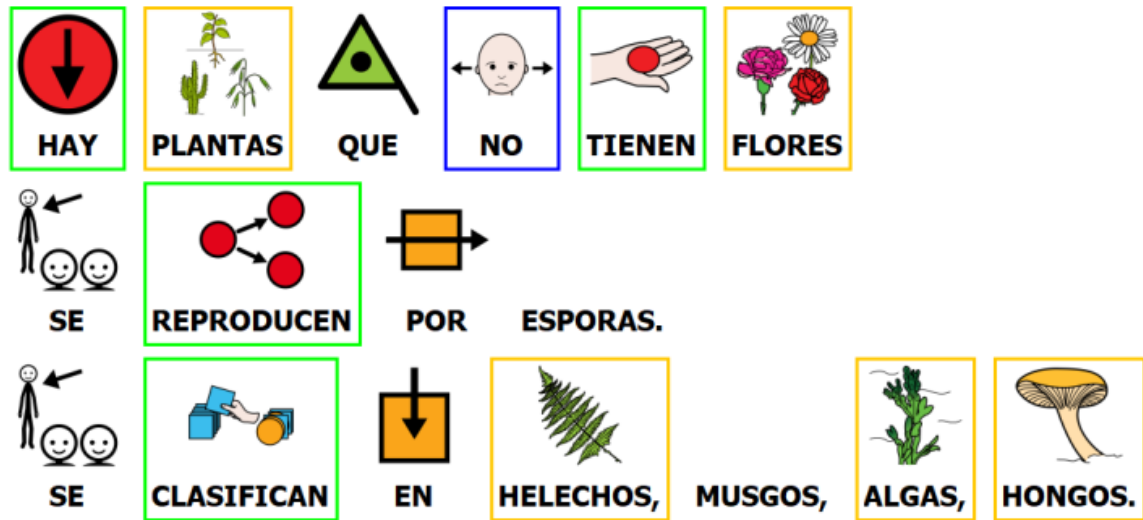 HAY PLANTAS QUE NO TIENEN FLORES
SE REPRODUCEN POR ESPORAS.
SE CLASIFICAN EN HELECHOS, MUSGOS, ALGAS, HONGOS.